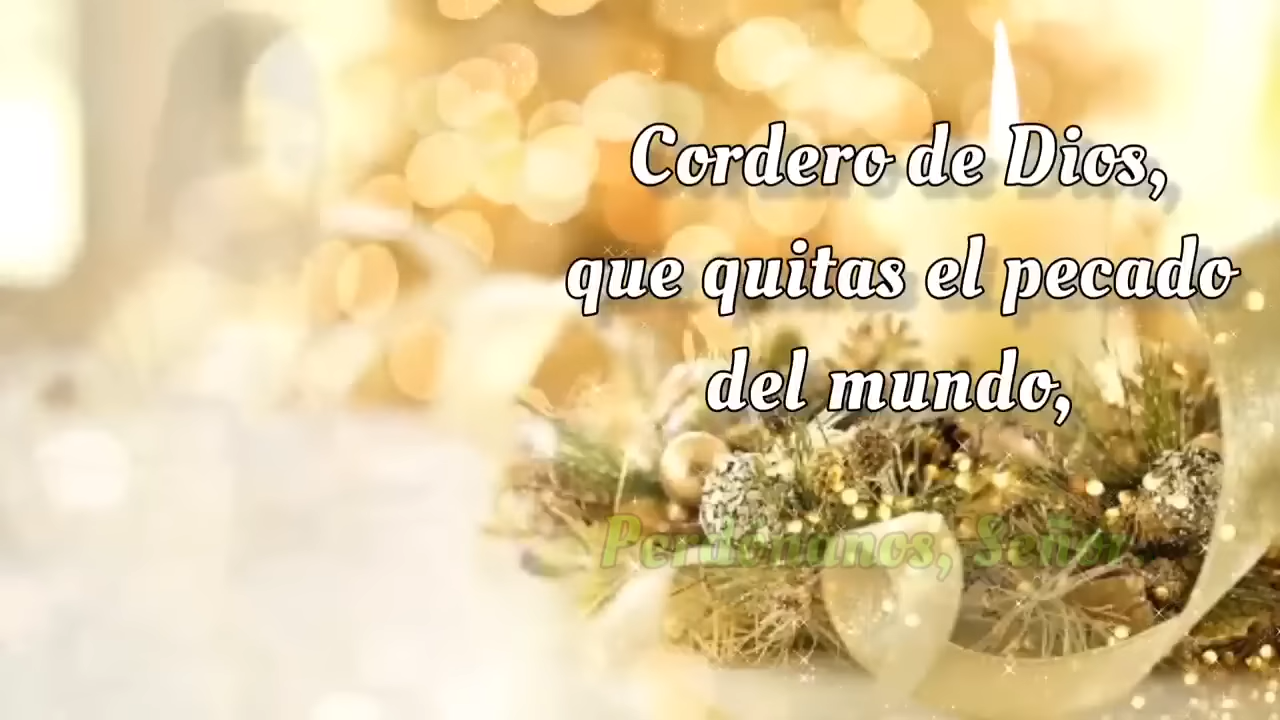 Cordero de Dios,
que quitas el pecado
del mundo,
Perdónanos, Señor